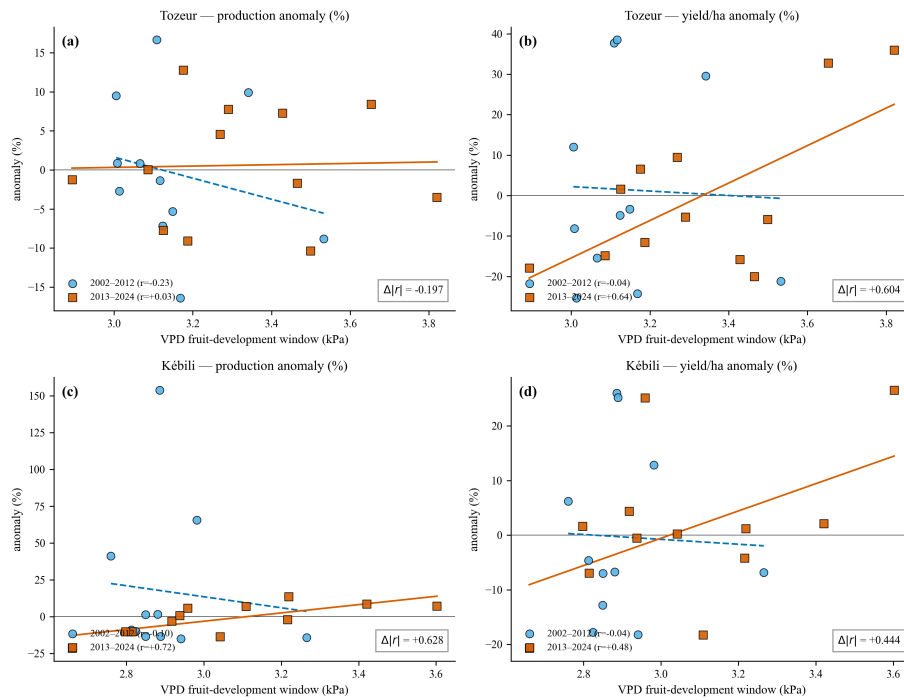 Tozeur — production anomaly (%)
(a)
anomaly (%)
15
10
5
0
−5
−10
−15
2002–2012 (r=-0.23)
2013–2024 (r=+0.03)
Δ|r| = -0.197
3.0
3.2
3.4
3.6
3.8
VPD fruit-development window (kPa)
Tozeur — yield/ha anomaly (%)
(b)
anomaly (%)
40
30
20
10
0
−10
−20
2002–2012 (r=-0.04)
2013–2024 (r=+0.64)
Δ|r| = +0.604
3.0
3.2
3.4
3.6
3.8
VPD fruit-development window (kPa)
Kébili — production anomaly (%)
(c)
anomaly (%)
150
125
100
75
50
25
0
−25
2002–2012 (r=-0.10)
2013–2024 (r=+0.72)
Δ|r| = +0.628
2.8
3.0
3.2
3.4
3.6
VPD fruit-development window (kPa)
Kébili — yield/ha anomaly (%)
(d)
anomaly (%)
20
10
0
−10
−20
2002–2012 (r=-0.04)
2013–2024 (r=+0.48)
Δ|r| = +0.444
2.8
3.0
3.2
3.4
3.6
VPD fruit-development window (kPa)